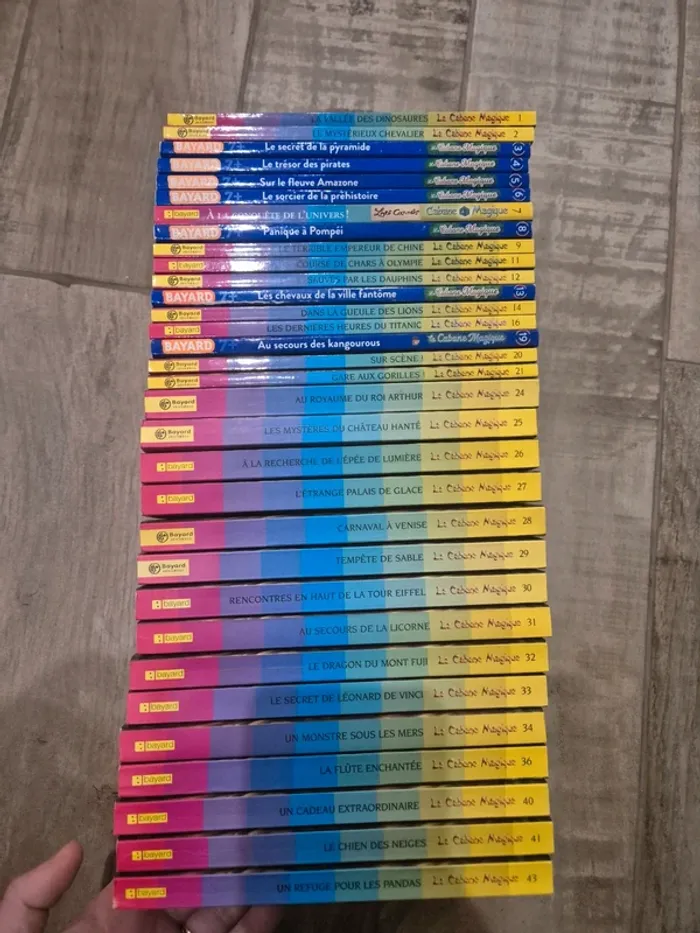 Bayard LA VALLÉE DES DINOSAURES La Cabane Magique 1
Bayard LE MYSTÉRIEUX CHEVALIER La Cabane Magique 2
BAYARD 7+ Le secret de la pyramide la Cabane Magique 3
BAYARD 7+ Le trésor des pirates la Cabane Magique 4
BAYARD 7+ Sur le fleuve Amazone la Cabane Magique 5
BAYARD 7+ Le sorcier de la préhistoire la Cabane Magique 6
bayard À LA CONQUÊTE DE L'UNIVERS ! Cabane Magique 7
BAYARD 7+ Panique à Pompéi la Cabane Magique 8
Bayard LE TERRIBLE EMPEREUR DE CHINE La Cabane Magique 9
bayard COURSE DE CHARS À OLYMPIE La Cabane Magique 11
Bayard SAUVÉS PAR LES DAUPHINS La Cabane Magique 12
BAYARD 7+ Les chevaux de la ville fantôme la Cabane Magique 13
Bayard DANS LA GUEULE DES LIONS La Cabane Magique 14
bayard LES DERNIÈRES HEURES DU TITANIC La Cabane Magique 16
BAYARD 7+ Au secours des kangourous la Cabane Magique 19
Bayard SUR SCÈNE ! La Cabane Magique 20
Bayard GARE AUX GORILLES ! La Cabane Magique 21
Bayard AU ROYAUME DU ROI ARTHUR La Cabane Magique 24
Bayard LES MYSTÈRES DU CHÂTEAU HANTÉ La Cabane Magique 25
bayard À LA RECHERCHE DE L'ÉPÉE DE LUMIÈRE La Cabane Magique 26
bayard L'ÉTRANGE PALAIS DE GLACE La Cabane Magique 27
Bayard CARNAVAL À VENISE La Cabane Magique 28
Bayard TEMPÊTE DE SABLE La Cabane Magique 29
bayard RENCONTRES EN HAUT DE LA TOUR EIFFEL La Cabane Magique 30
bayard AU SECOURS DE LA LICORNE La Cabane Magique 31
bayard LE DRAGON DU MONT FUJI La Cabane Magique 32
bayard LE SECRET DE LÉONARD DE VINCI La Cabane Magique 33
bayard UN MONSTRE SOUS LES MERS La Cabane Magique 34
bayard LA FLÛTE ENCHANTÉE La Cabane Magique 36
bayard UN CADEAU EXTRAORDINAIRE La Cabane Magique 40
bayard LE CHIEN DES NEIGES La Cabane Magique 41
bayard UN REFUGE POUR LES PANDAS La Cabane Magique 43